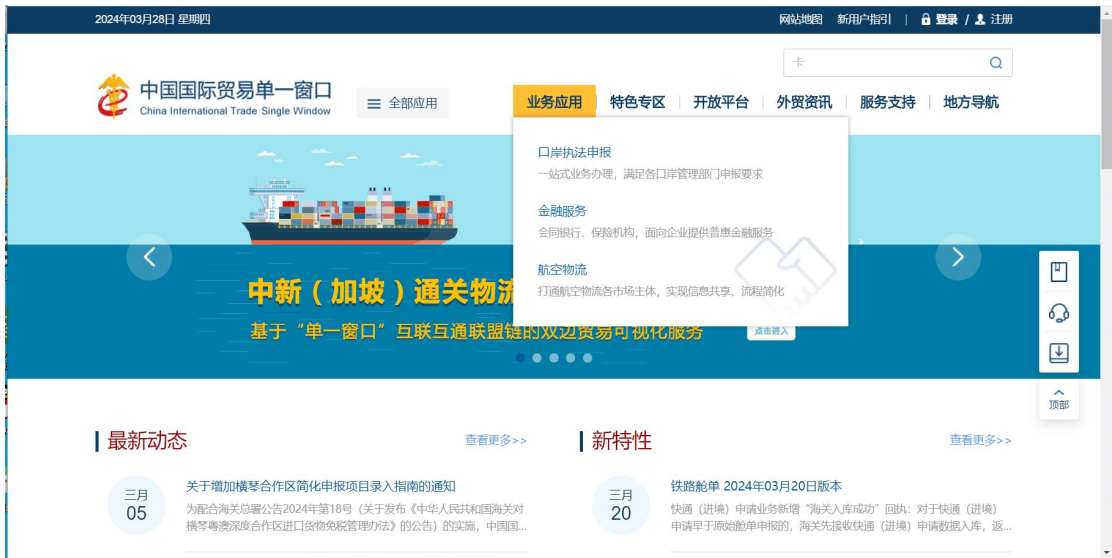 2024年03月28日 星期四
网站地图 新用户指引 | 登录 / 注册
卡
中国国际贸易单一窗口
China International Trade Single Window
全部应用
业务应用 特色专区 开放平台 外贸资讯 服务支持 地方导航
口岸执法申报
一站式业务办理，满足各口岸管理部门申报要求
金融服务
会同银行、保险机构，面向企业提供普惠金融服务
航空物流
打通航空物流各市场主体，实现信息共享、流程简化
中新（加坡）通关物流
基于“单一窗口”互联互通联盟链的双边贸易可视化服务
点击进入
顶部
最新动态
查看更多>>
三月
05
关于增加横琴合作区简化申报项目录入指南的通知
为配合海关总署公告2024年第18号（关于发布《中华人民共和国海关对
横琴粤澳深度合作区进口货物免税管理办法》的公告）的实施，中国国...
新特性
查看更多>>
三月
20
铁路舱单 2024年03月20日版本
快通（进境）申请业务新增“海关入库成功”回执：对于快通（进境）
申请早于原始舱单申报的，海关先接收快通（进境）申请数据入库，返...